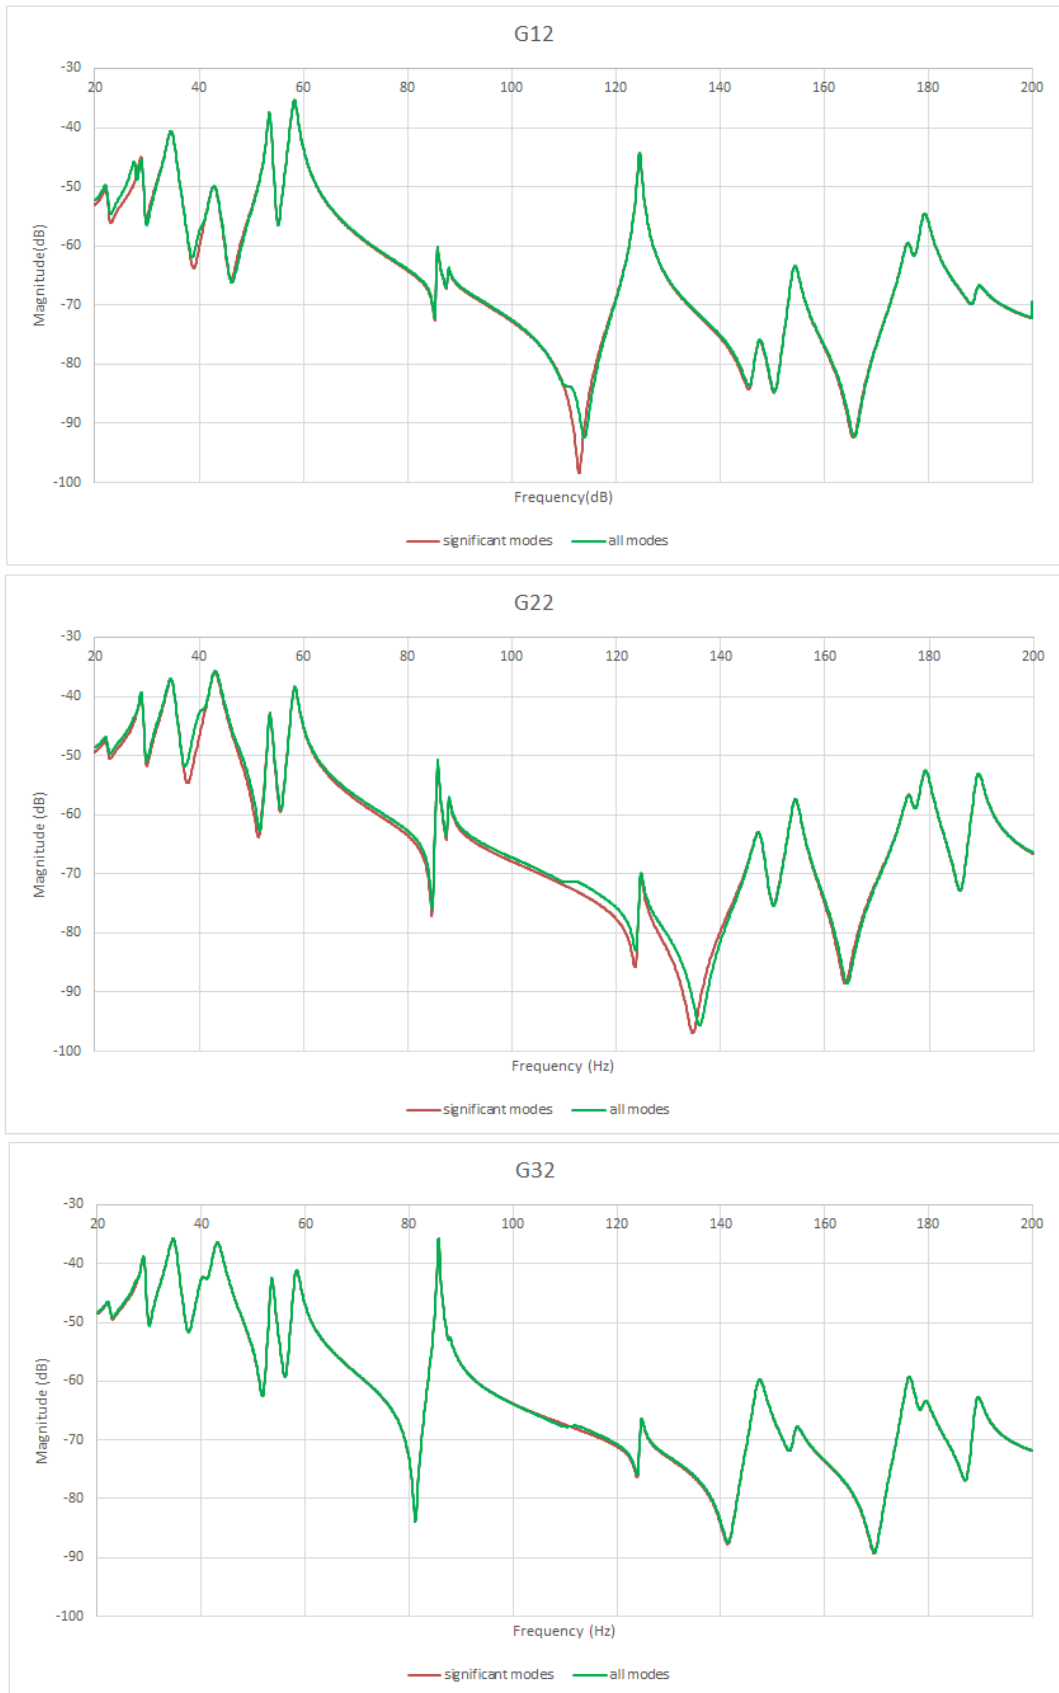 G12
-30
20 40 60 80 100 120 140 160 180 200
-40
-50
-60
-70
-80
-90
-100
Magnitude(dB)
Frequency(dB)
significant modes all modes
G22
-30
20 40 60 80 100 120 140 160 180 200
-40
-50
-60
-70
-80
-90
-100
Magnitude (dB)
Frequency (Hz)
significant modes all modes
G32
-30
20 40 60 80 100 120 140 160 180 200
-40
-50
-60
-70
-80
-90
-100
Magnitude (dB)
Frequency (Hz)
significant modes all modes